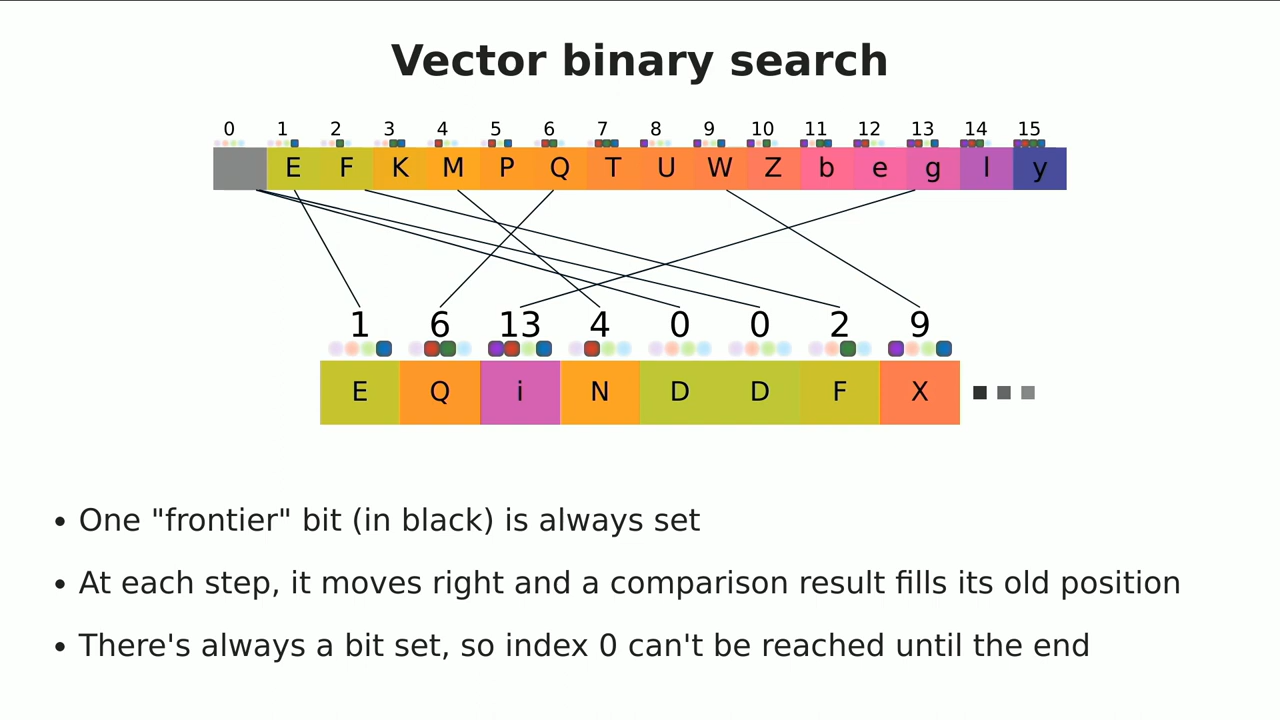 Vector binary search
0 1 2 3 4 5 6 7 8 9 10 11 12 13 14 15
E F K M P Q T U W Z b e g l y
1 6 13 4 0 0 2 9
E Q i N D D F X
• One "frontier" bit (in black) is always set
• At each step, it moves right and a comparison result fills its old position
• There's always a bit set, so index 0 can't be reached until the end